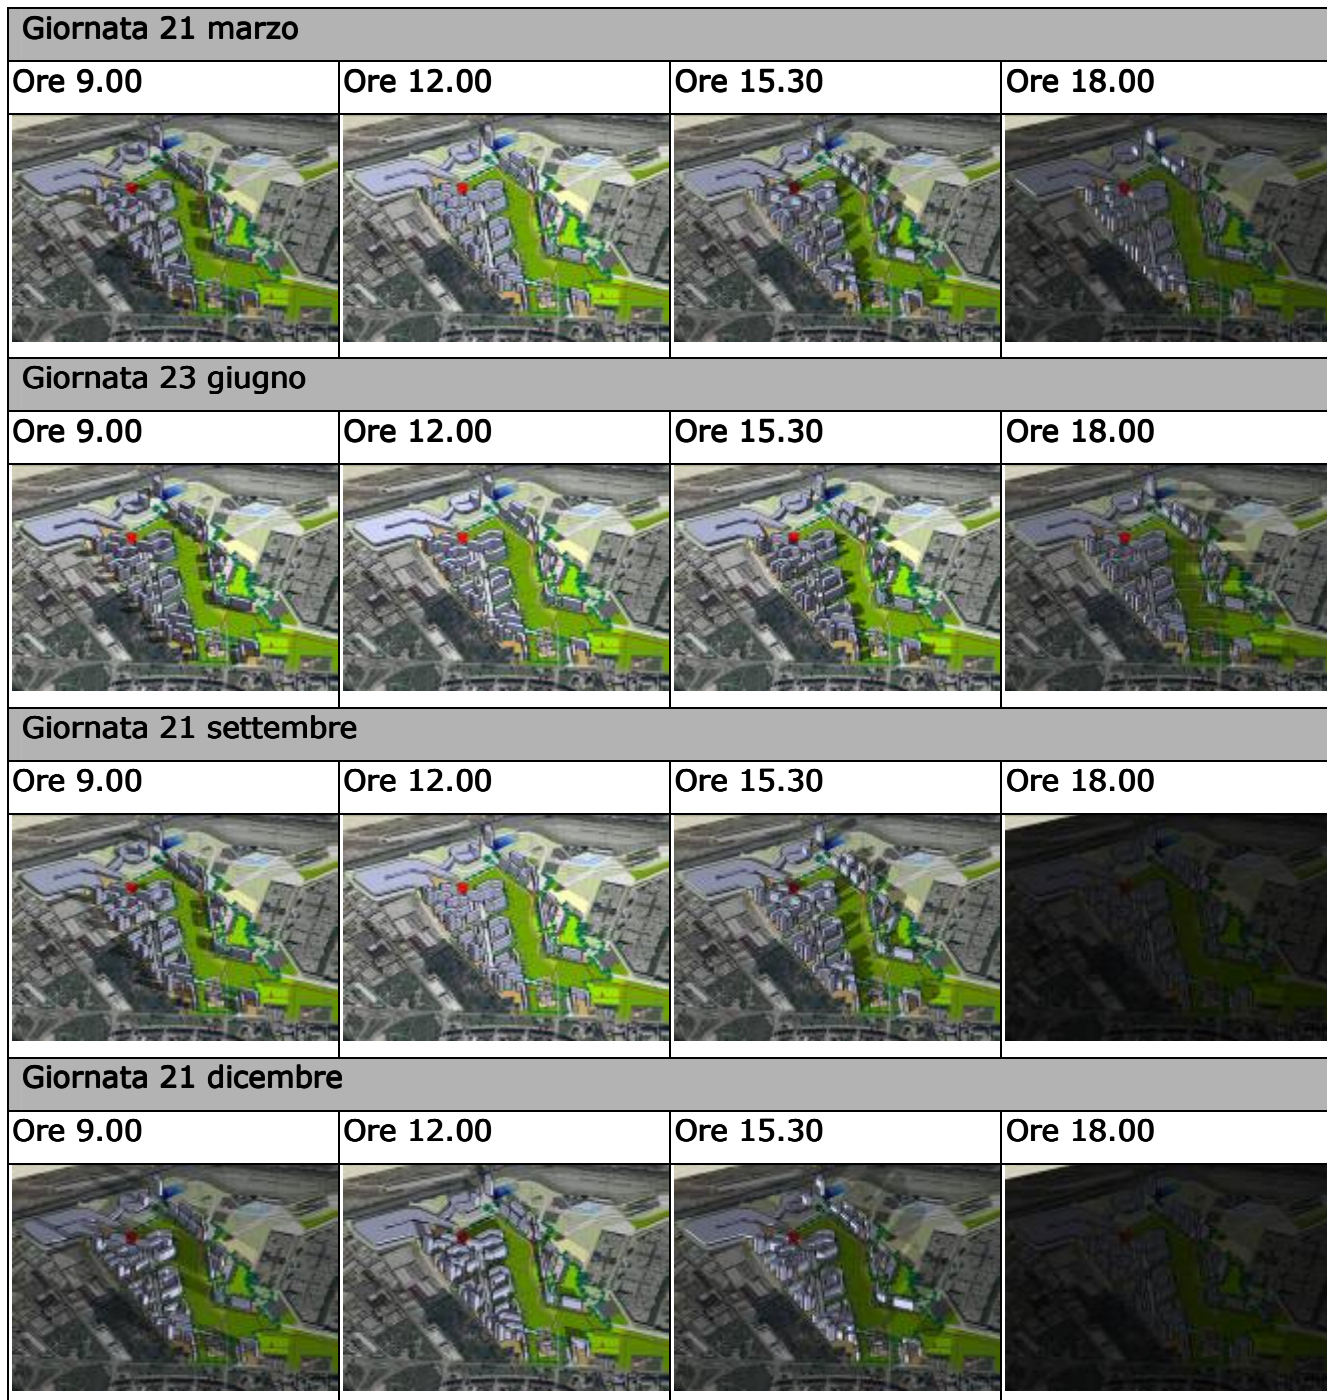 Giornata 21 marzo
Ore 9.00 Ore 12.00 Ore 15.30 Ore 18.00
Giornata 23 giugno
Ore 9.00 Ore 12.00 Ore 15.30 Ore 18.00
Giornata 21 settembre
Ore 9.00 Ore 12.00 Ore 15.30 Ore 18.00
Giornata 21 dicembre
Ore 9.00 Ore 12.00 Ore 15.30 Ore 18.00